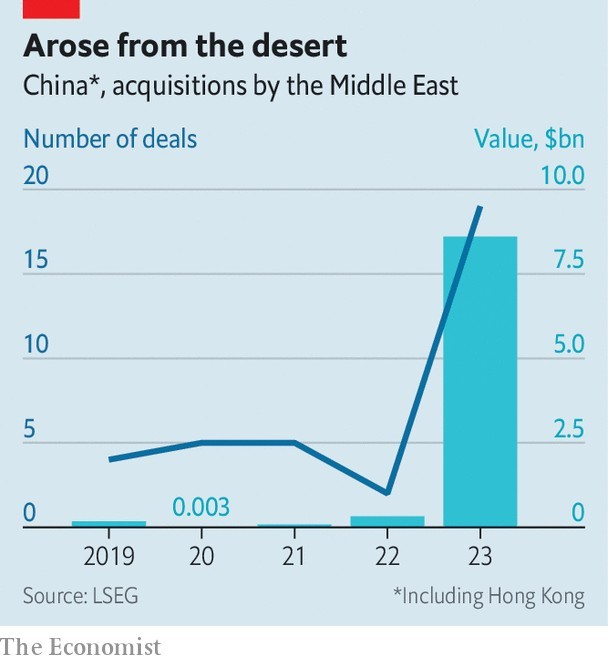 Arose from the desert
China*, acquisitions by the Middle East
Number of deals Value, $bn
20 10.0
15 7.5
10 5.0
5 2.5
0.003
0 0
2019 20 21 22 23
Source: LSEG *Including Hong Kong
The Economist